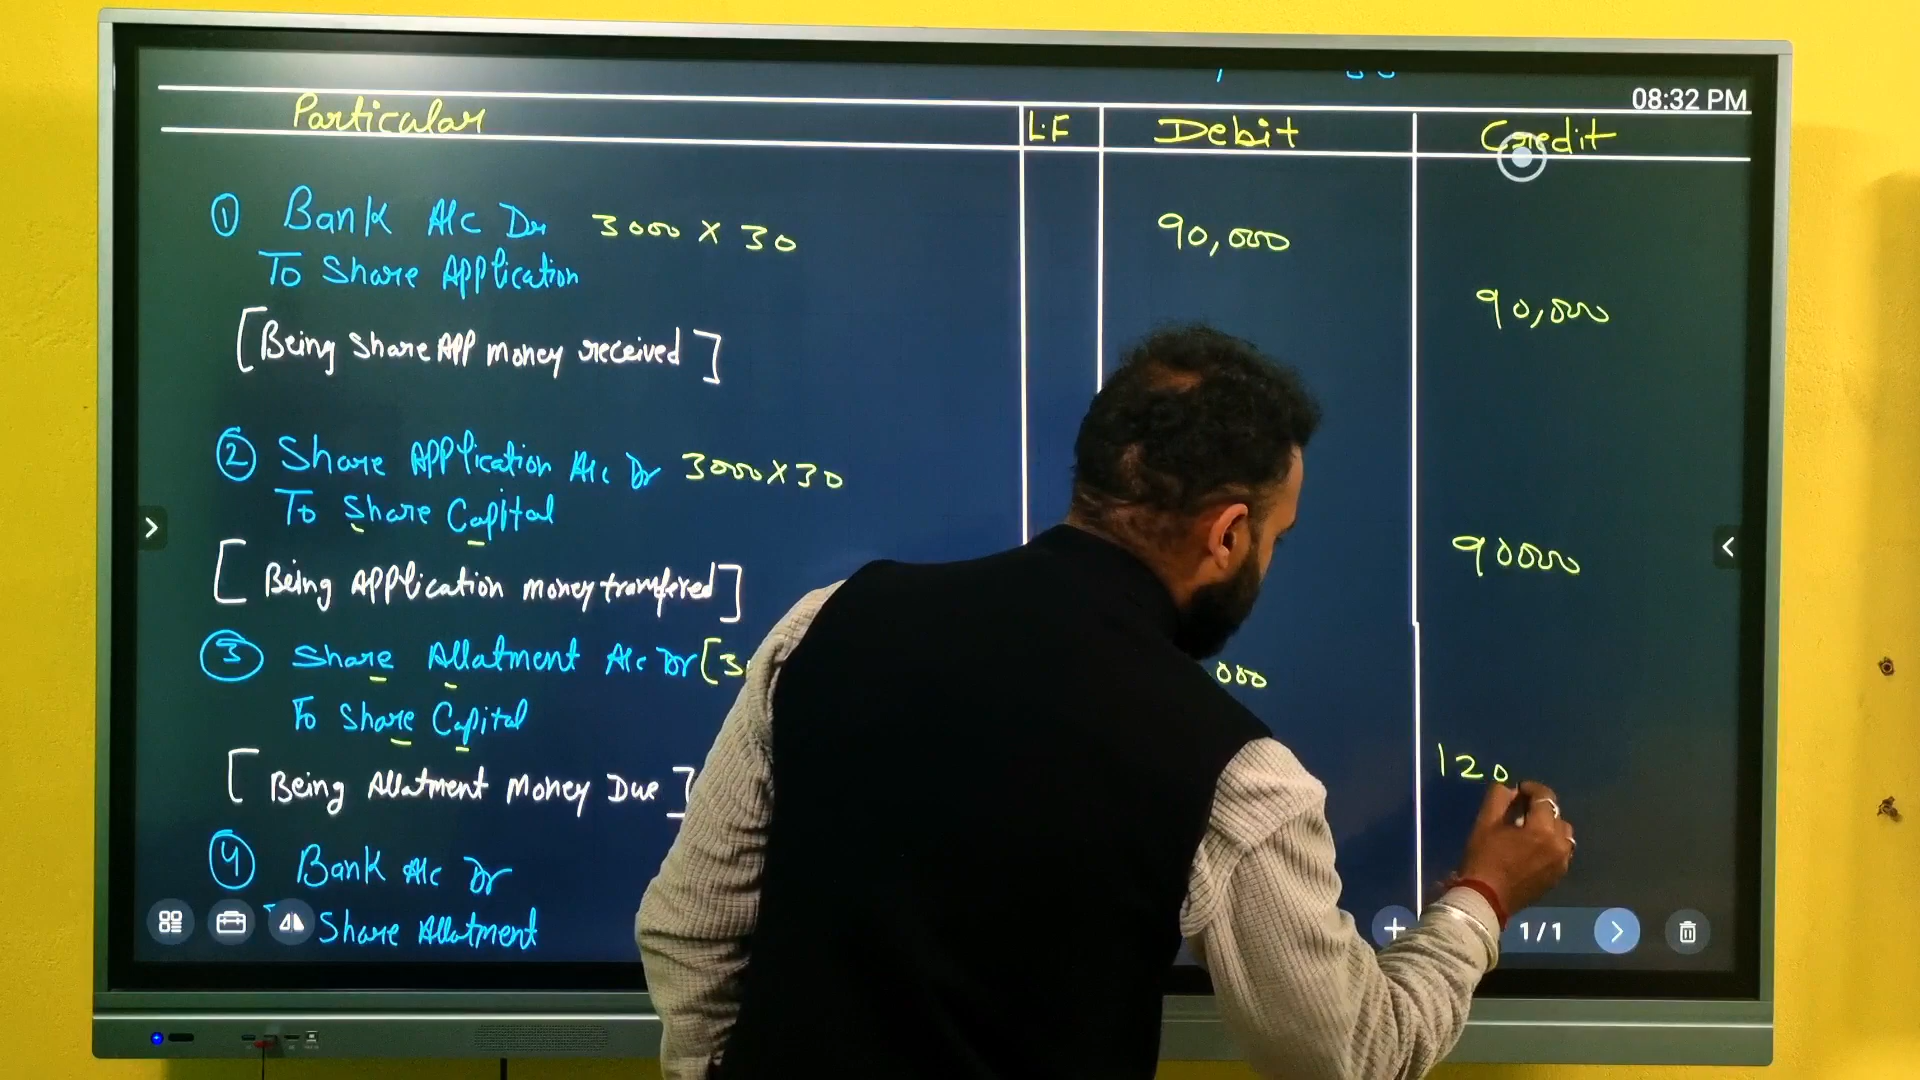 08:32 PM
Particular L.F Debit Credit
① Bank A/c Dr 3000 X 30 90,000
To Share Application
90,000
[Being Share APP money received]
② Share Application A/c Dr 3000X30
To Share Capital
90000
[Being Application money transfered]
③ Share Allatment A/c Dr [3 000
To Share Capital
120
[Being Allatment Money Due]
④ Bank A/c Dr
Share Allatment
1/1